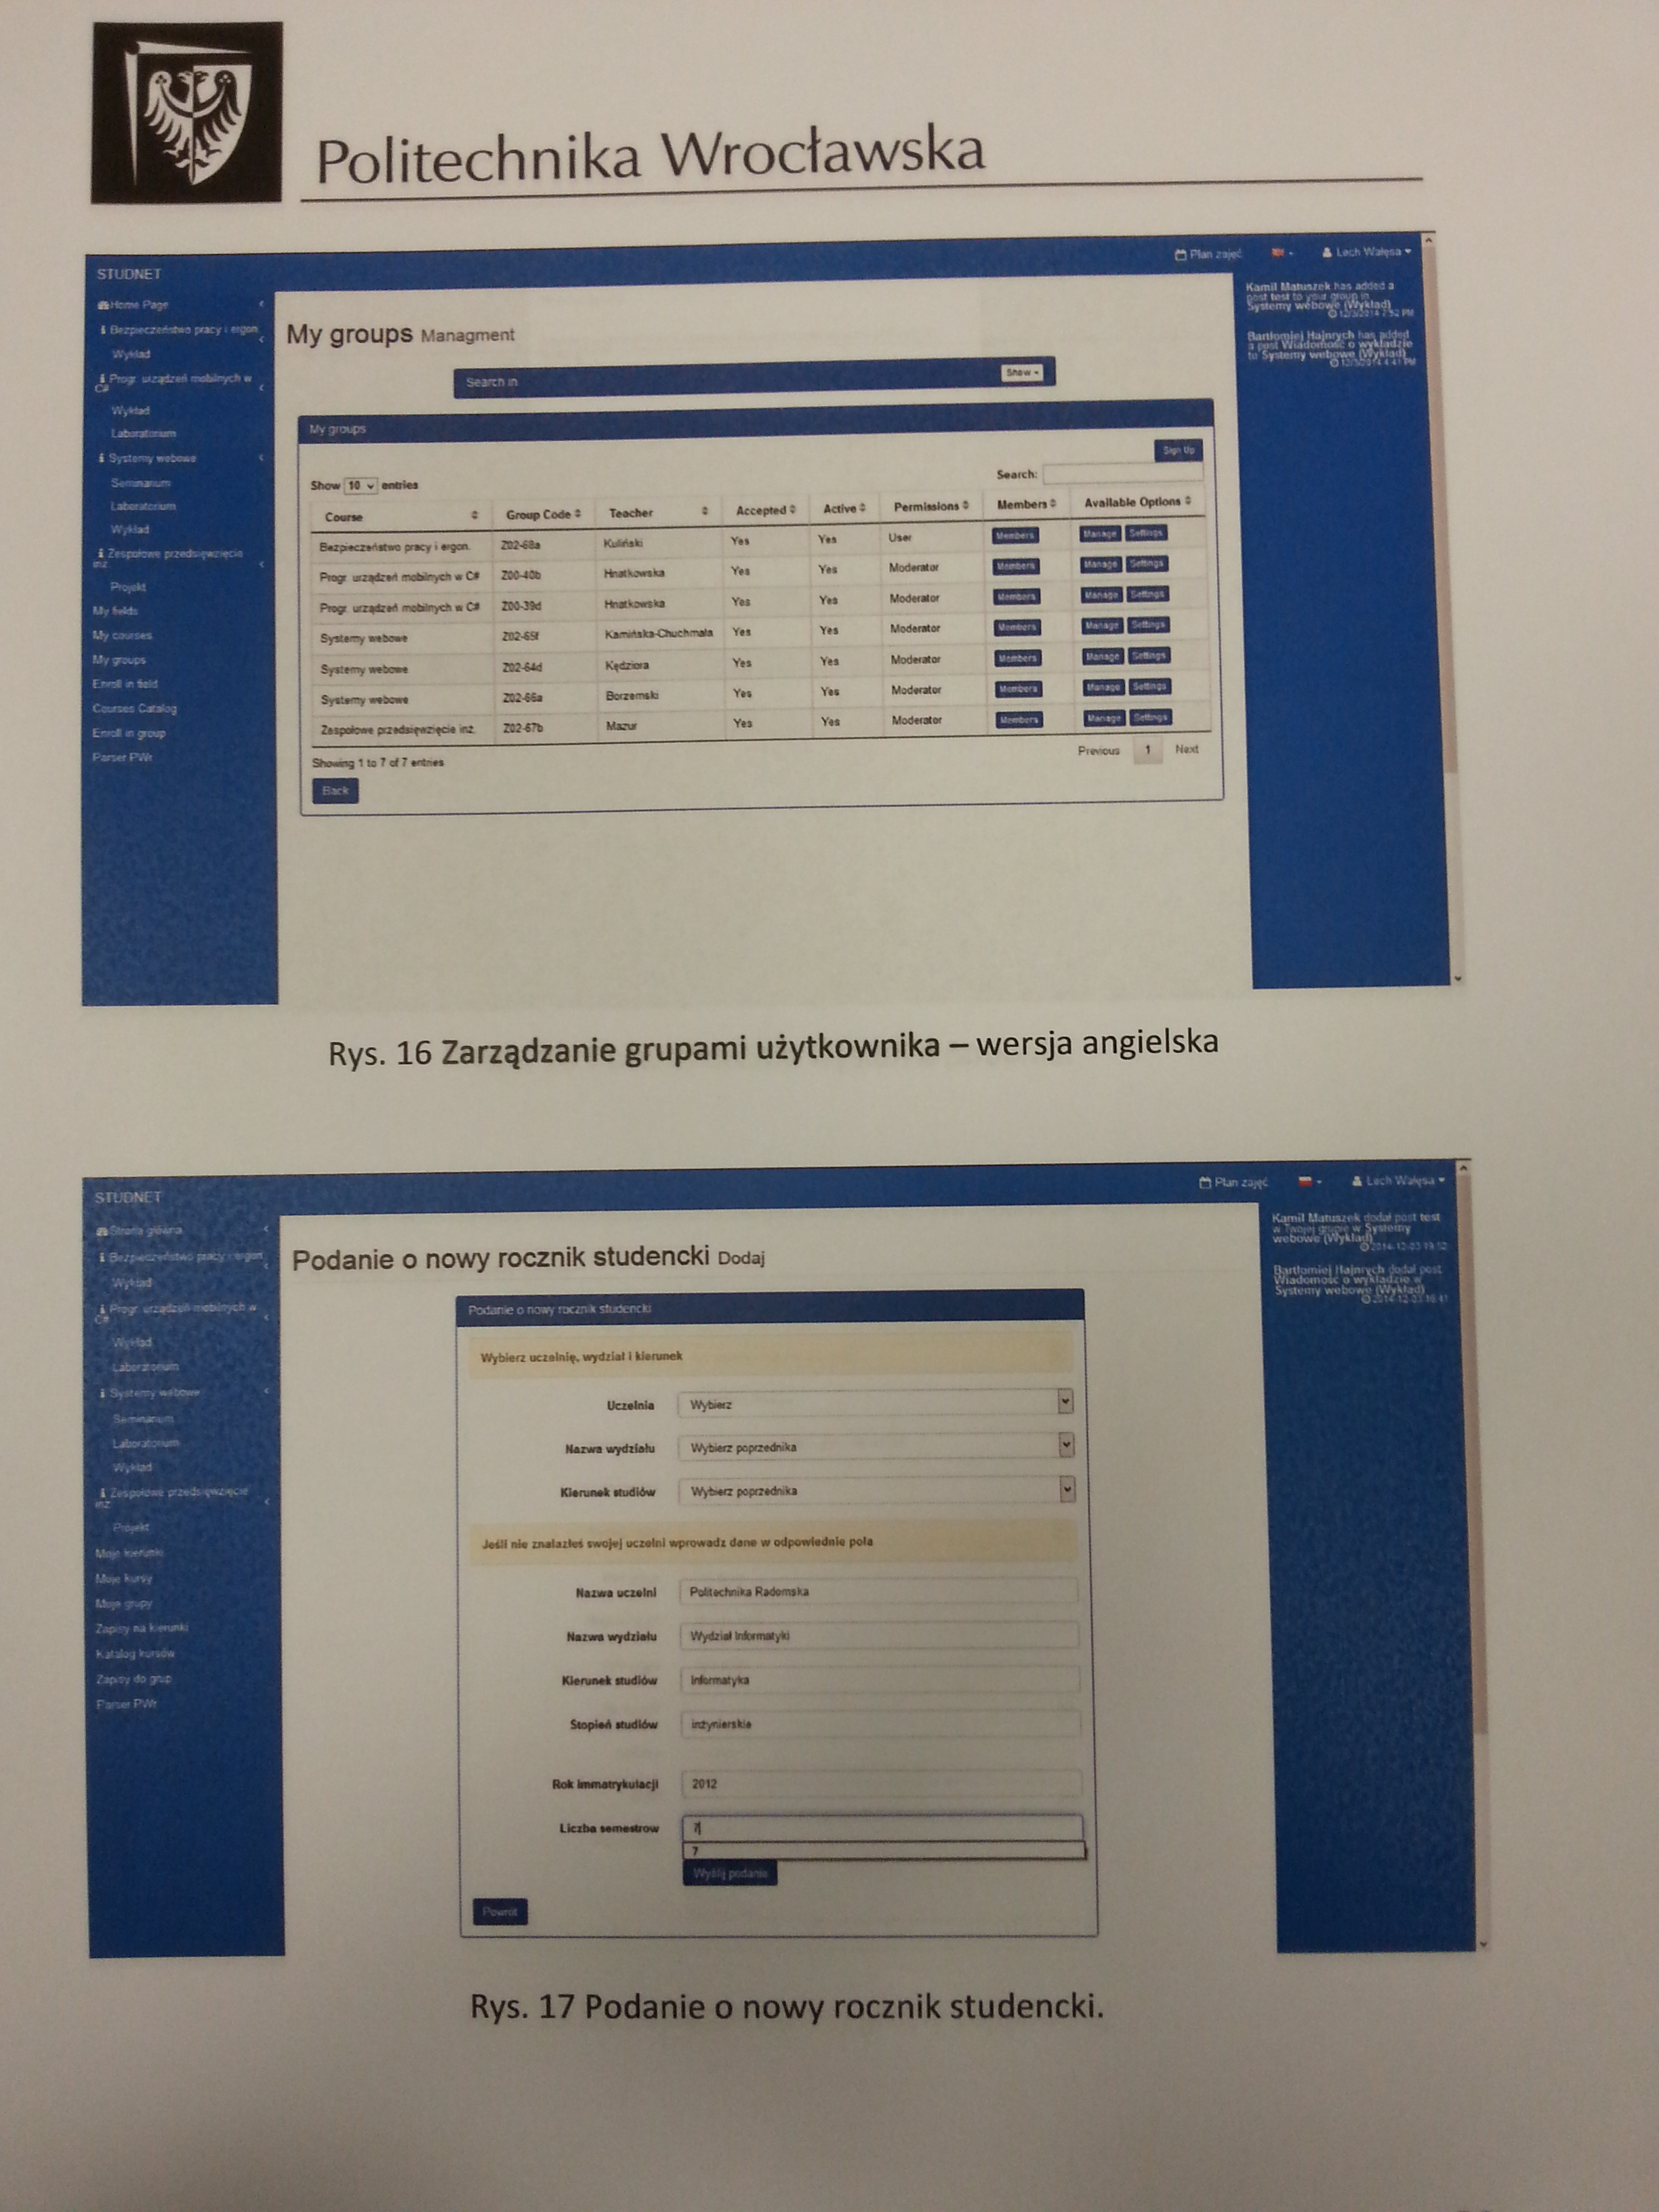 Politechnika Wrocławska
STUDNET
Plan zajęć
Lech Wałęsa
Home Page
Bezpieczeństwo pracy i ergon.
Wykład
Progr. urządzeń mobilnych w
C#
Wykład
Laboratorium
Systemy webowe
Seminarium
Laboratorium
Wykład
Zespołowe przedsięwzięcie
inż.
Projekt
My fields
My courses
My groups
Enroll in field
Courses Catalog
Enroll in group
Parser PWr
My groups Managment
Search in
Show
My groups
Sign Up
Show 10 entries
Search:
Course Group Code Teacher Accepted Active Permissions Members Available Options
Bezpieczeństwo pracy i ergon. Z02-68a Kuliński Yes Yes User Members Manage Settings
Progr. urządzeń mobilnych w C# Z00-40b Hnatkowska Yes Yes Moderator Members Manage Settings
Progr. urządzeń mobilnych w C# Z00-39d Hnatkowska Yes Yes Moderator Members Manage Settings
Systemy webowe Z02-65f Kamińska-Chuchmała Yes Yes Moderator Members Manage Settings
Systemy webowe Z02-64d Kędziora Yes Yes Moderator Members Manage Settings
Systemy webowe Z02-66a Borzemski Yes Yes Moderator Members Manage Settings
Zespołowe przedsięwzięcie inż. Z02-67b Mazur Yes Yes Moderator Members Manage Settings
Showing 1 to 7 of 7 entries
Previous 1 Next
Back
Kamil Matuszek has added a
post test to your group in
Systemy webowe (Wykład)
12/3/2014 7:52 PM
Bartłomiej Hajnrych has added
a post Wiadomość o wykładzie
to Systemy webowe (Wykład)
12/3/2014 4:41 PM
Rys. 16 Zarządzanie grupami użytkownika – wersja angielska
STUDNET
Plan zajęć
Lech Wałęsa
Strona główna
Bezpieczeństwo pracy i ergon.
Wykład
Progr. urządzeń mobilnych w
C#
Wykład
Laboratorium
Systemy webowe
Seminarium
Laboratorium
Wykład
Zespołowe przedsięwzięcie
inż.
Projekt
Moje kierunki
Moje kursy
Moje grupy
Zapisy na kierunki
Katalog kursów
Zapisy do grup
Parser PWr
Podanie o nowy rocznik studencki Dodaj
Podanie o nowy rocznik studencki
Wybierz uczelnię, wydział i kierunek
Uczelnia Wybierz
Nazwa wydziału Wybierz poprzednika
Kierunek studiów Wybierz poprzednika
Jeśli nie znalazłeś swojej uczelni wprowadź dane w odpowiednie pola
Nazwa uczelni Politechnika Radomska
Nazwa wydziału Wydział Informatyki
Kierunek studiów Informatyka
Stopień studiów inżynierskie
Rok immatrykulacji 2012
Liczba semestrow 7
7
Wyślij podanie
Powrót
Kamil Matuszek dodał post test
w Twojej grupie w Systemy
webowe (Wykład)
Bartłomiej Hajnrych dodał post
Wiadomość o wykładzie w
Systemy webowe (Wykład)
Rys. 17 Podanie o nowy rocznik studencki.